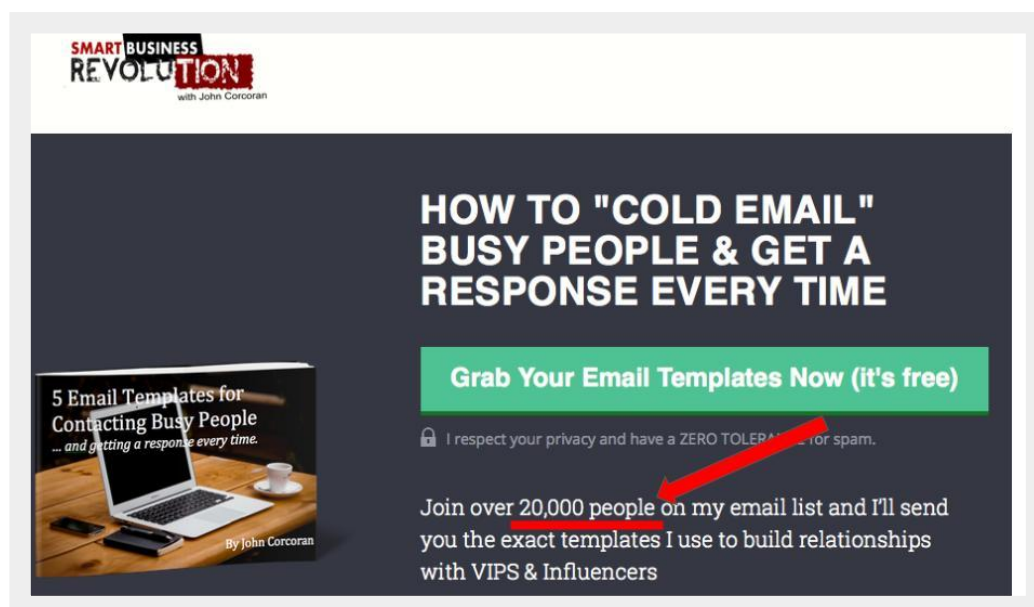 SMART BUSINESS
REVOLUTION
with John Corcoran
HOW TO "COLD EMAIL"
BUSY PEOPLE & GET A
RESPONSE EVERY TIME
Grab Your Email Templates Now (it's free)
5 Email Templates for
Contacting Busy People
... and getting a response every time.
By John Corcoran
I respect your privacy and have a ZERO TOLERANCE for spam.
Join over 20,000 people on my email list and I'll send
you the exact templates I use to build relationships
with VIPS & Influencers